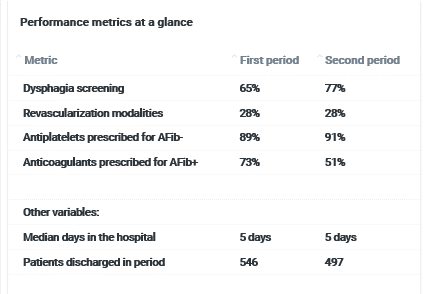 Performance metrics at a glance
Metric First period Second period
Dysphagia screening 65% 77%
Revascularization modalities 28% 28%
Antiplatelets prescribed for AFib- 89% 91%
Anticoagulants prescribed for AFib+ 73% 51%
Other variables:
Median days in the hospital 5 days 5 days
Patients discharged in period 546 497